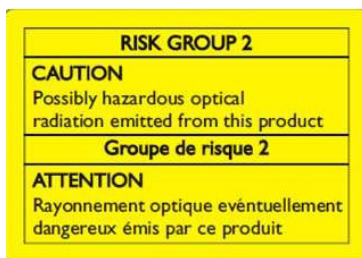 RISK GROUP 2
CAUTION
Possibly hazardous optical
radiation emitted from this product
Groupe de risque 2
ATTENTION
Rayonnement optique evéntuellement
dangereux émis par ce produit